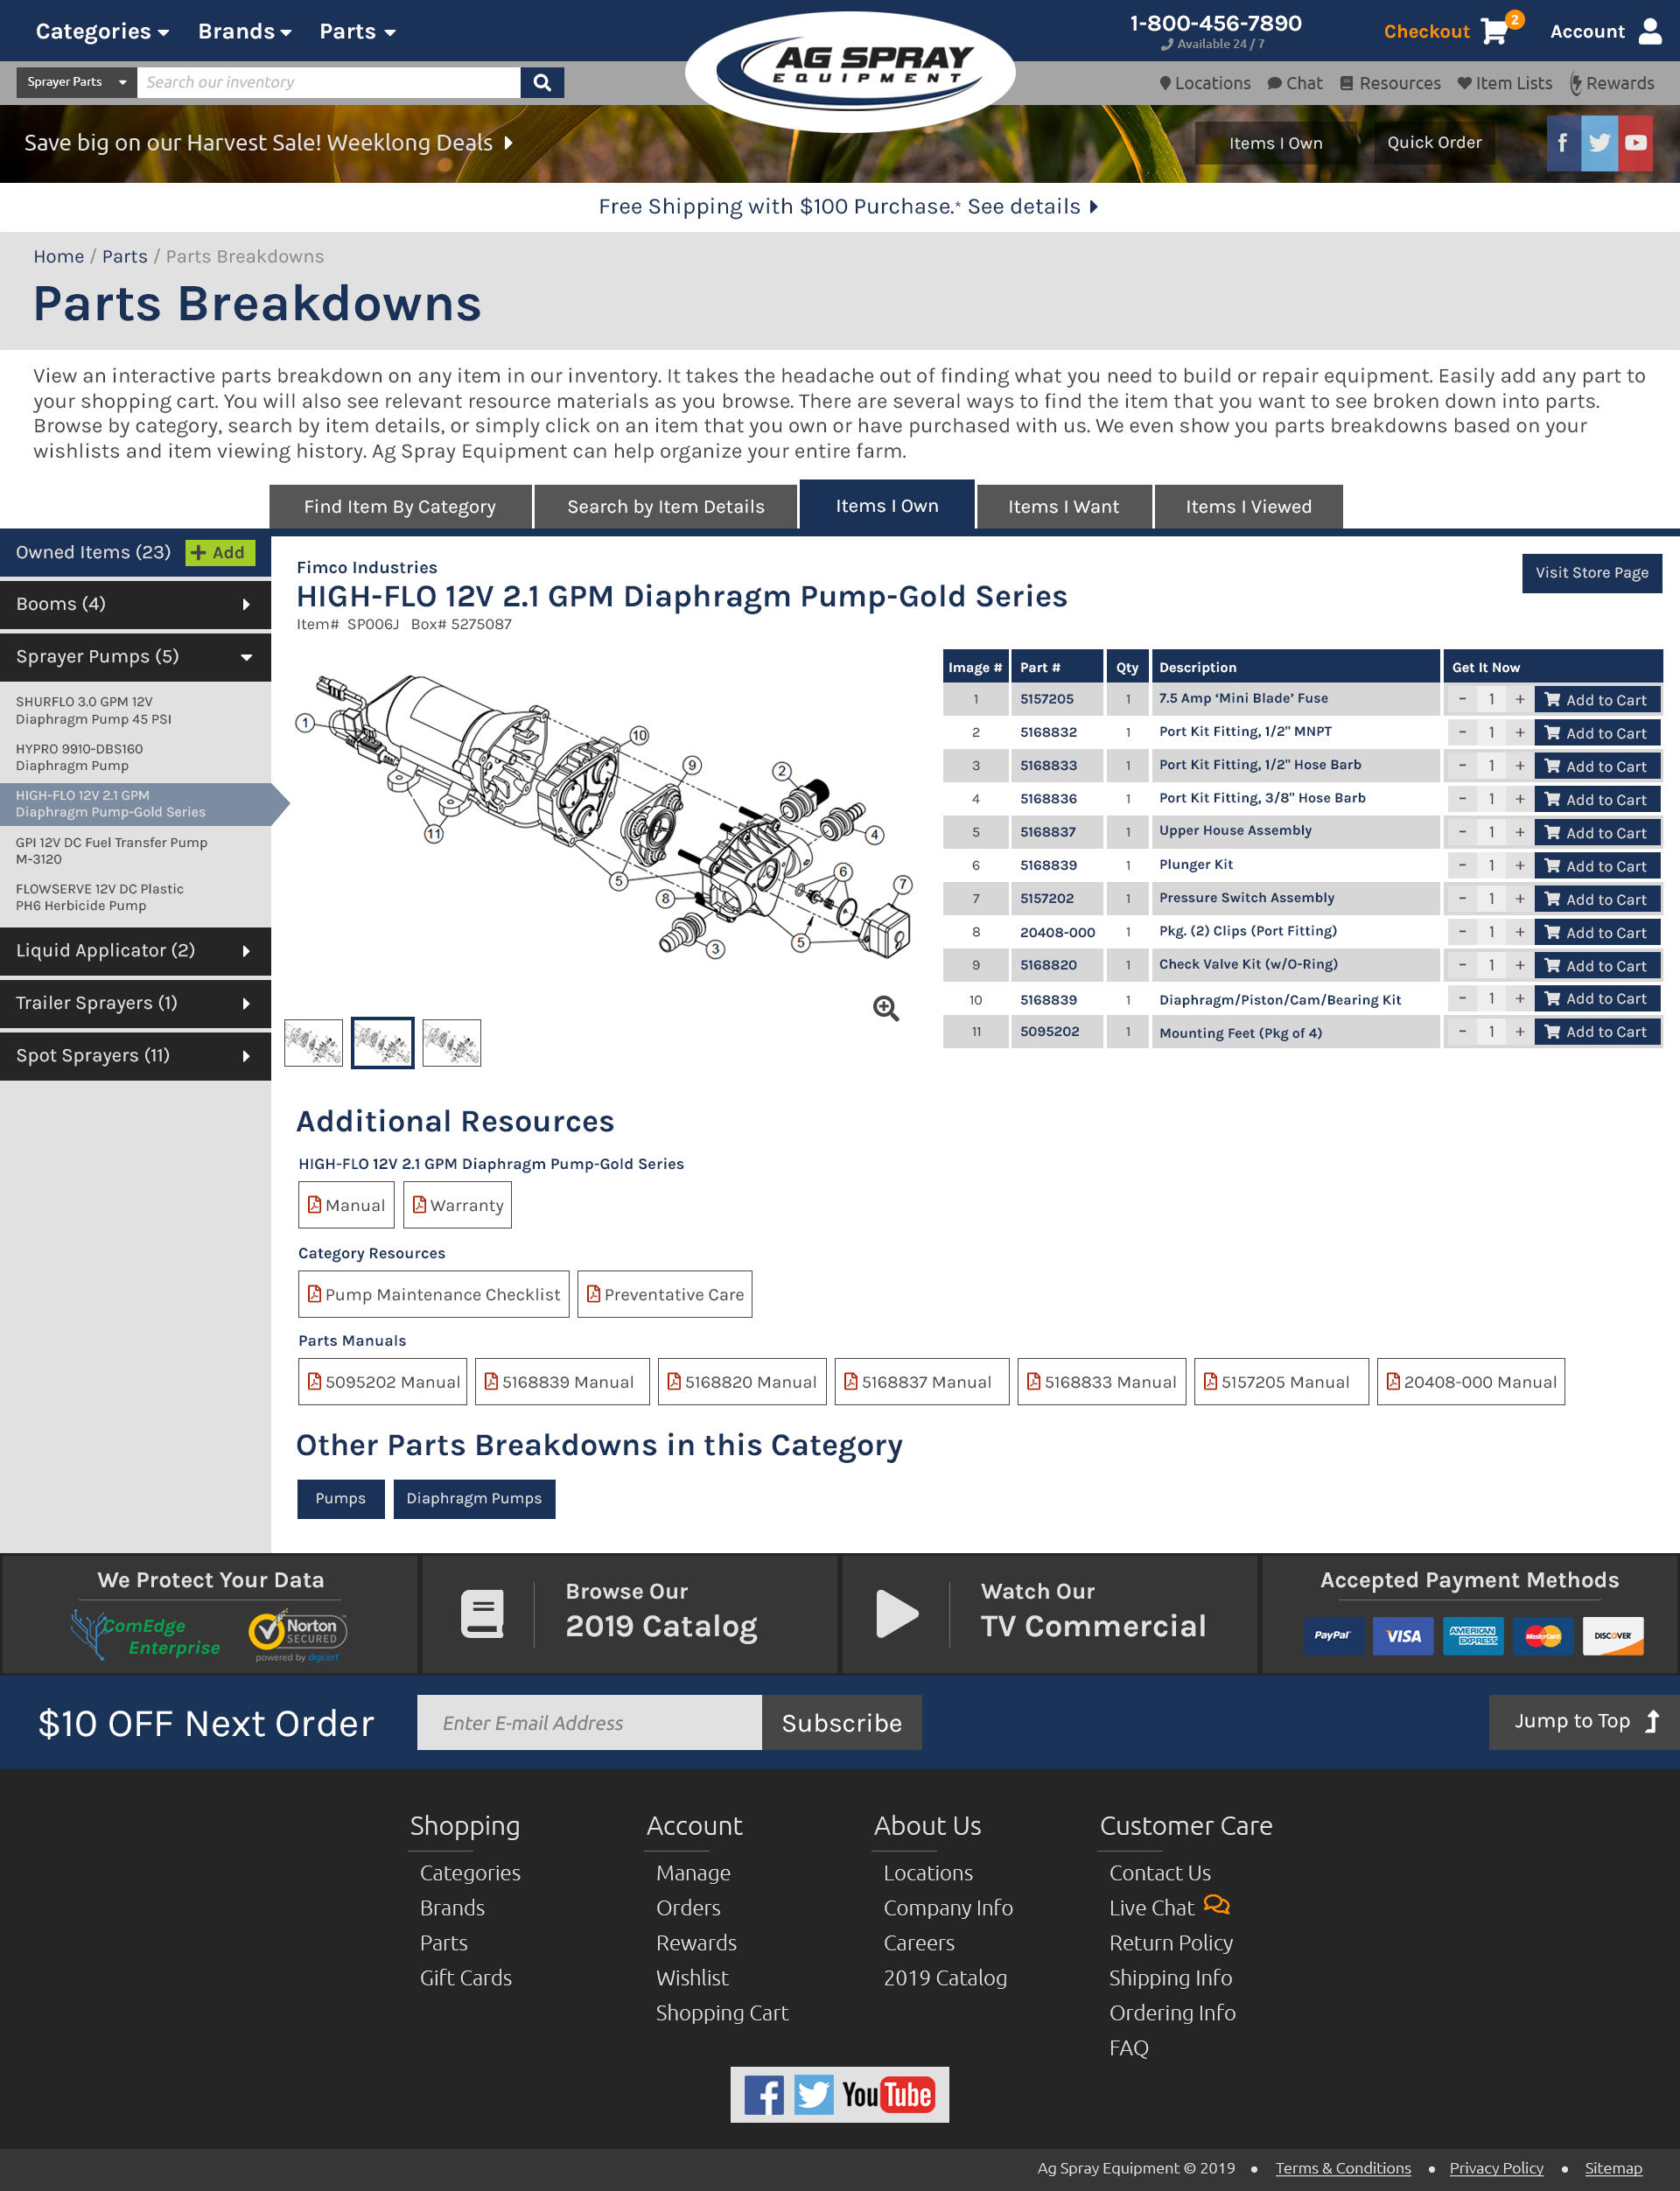 Categories
Brands
Parts
1-800-456-7890
Available 24 / 7
Checkout
2
Account
AG SPRAY
EQUIPMENT
Sprayer Parts
Search our inventory
Locations
Chat
Resources
Item Lists
Rewards
Save big on our Harvest Sale! Weeklong Deals
Items I Own
Quick Order
Free Shipping with $100 Purchase.* See details
Home / Parts / Parts Breakdowns
Parts Breakdowns
View an interactive parts breakdown on any item in our inventory. It takes the headache out of finding what you need to build or repair equipment. Easily add any part to
your shopping cart. You will also see relevant resource materials as you browse. There are several ways to find the item that you want to see broken down into parts.
Browse by category, search by item details, or simply click on an item that you own or have purchased with us. We even show you parts breakdowns based on your
wishlists and item viewing history. Ag Spray Equipment can help organize your entire farm.
Find Item By Category
Search by Item Details
Items I Own
Items I Want
Items I Viewed
Owned Items (23)
Add
Booms (4)
Sprayer Pumps (5)
SHURFLO 3.0 GPM 12V
Diaphragm Pump 45 PSI
HYPRO 9910-DBS160
Diaphragm Pump
HIGH-FLO 12V 2.1 GPM
Diaphragm Pump-Gold Series
GPI 12V DC Fuel Transfer Pump
M-3120
FLOWSERVE 12V DC Plastic
PH6 Herbicide Pump
Liquid Applicator (2)
Trailer Sprayers (1)
Spot Sprayers (11)
Fimco Industries
HIGH-FLO 12V 2.1 GPM Diaphragm Pump-Gold Series
Item# SP006J Box# 5275087
Visit Store Page
1
10
9
2
4
11
5
6
7
8
3
5
Image # Part # Qty Description Get It Now
1 5157205 1 7.5 Amp ‘Mini Blade’ Fuse - 1 + Add to Cart
2 5168832 1 Port Kit Fitting, 1/2" MNPT - 1 + Add to Cart
3 5168833 1 Port Kit Fitting, 1/2" Hose Barb - 1 + Add to Cart
4 5168836 1 Port Kit Fitting, 3/8" Hose Barb - 1 + Add to Cart
5 5168837 1 Upper House Assembly - 1 + Add to Cart
6 5168839 1 Plunger Kit - 1 + Add to Cart
7 5157202 1 Pressure Switch Assembly - 1 + Add to Cart
8 20408-000 1 Pkg. (2) Clips (Port Fitting) - 1 + Add to Cart
9 5168820 1 Check Valve Kit (w/O-Ring) - 1 + Add to Cart
10 5168839 1 Diaphragm/Piston/Cam/Bearing Kit - 1 + Add to Cart
11 5095202 1 Mounting Feet (Pkg of 4) - 1 + Add to Cart
Additional Resources
HIGH-FLO 12V 2.1 GPM Diaphragm Pump-Gold Series
Manual
Warranty
Category Resources
Pump Maintenance Checklist
Preventative Care
Parts Manuals
5095202 Manual
5168839 Manual
5168820 Manual
5168837 Manual
5168833 Manual
5157205 Manual
20408-000 Manual
Other Parts Breakdowns in this Category
Pumps
Diaphragm Pumps
We Protect Your Data
ComEdge
Enterprise
Norton
SECURED
powered by digicert
Browse Our
2019 Catalog
Watch Our
TV Commercial
Accepted Payment Methods
PayPal
VISA
AMERICAN
EXPRESS
MasterCard
DISCOVER
$10 OFF Next Order
Enter E-mail Address
Subscribe
Jump to Top
Shopping
Categories
Brands
Parts
Gift Cards
Account
Manage
Orders
Rewards
Wishlist
Shopping Cart
About Us
Locations
Company Info
Careers
2019 Catalog
Customer Care
Contact Us
Live Chat
Return Policy
Shipping Info
Ordering Info
FAQ
YouTube
Ag Spray Equipment © 2019 • Terms & Conditions • Privacy Policy • Sitemap